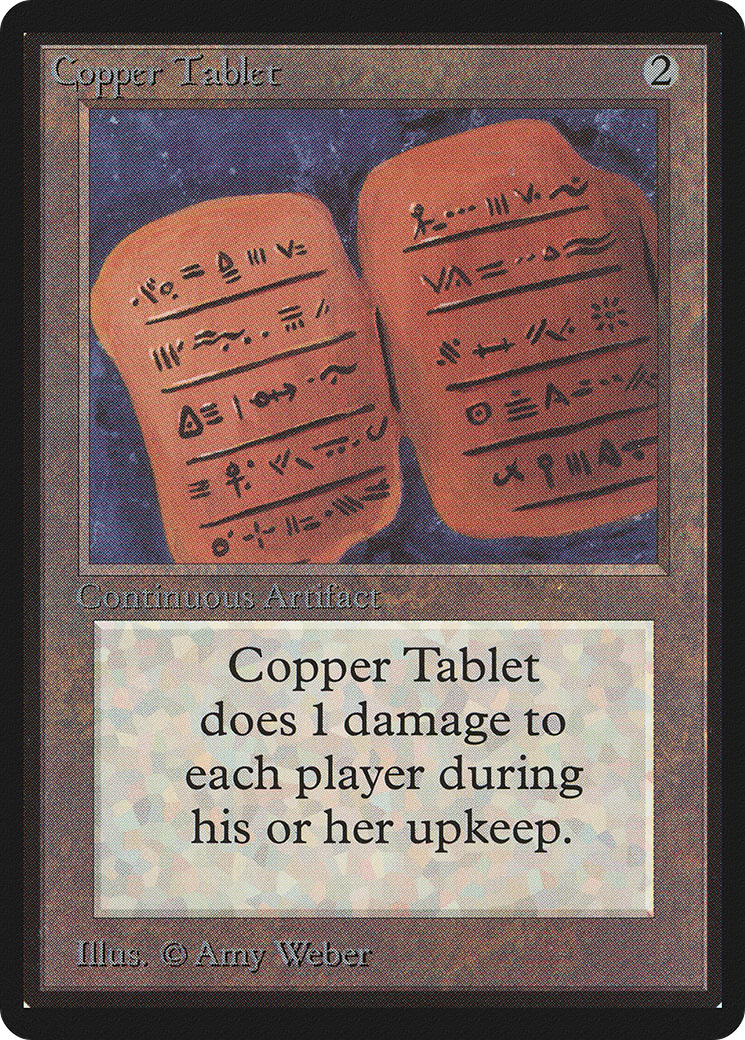 Copper Tablet 2
Continuous Artifact
Copper Tablet
does 1 damage to
each player during
his or her upkeep.
Illus. © Amy Weber